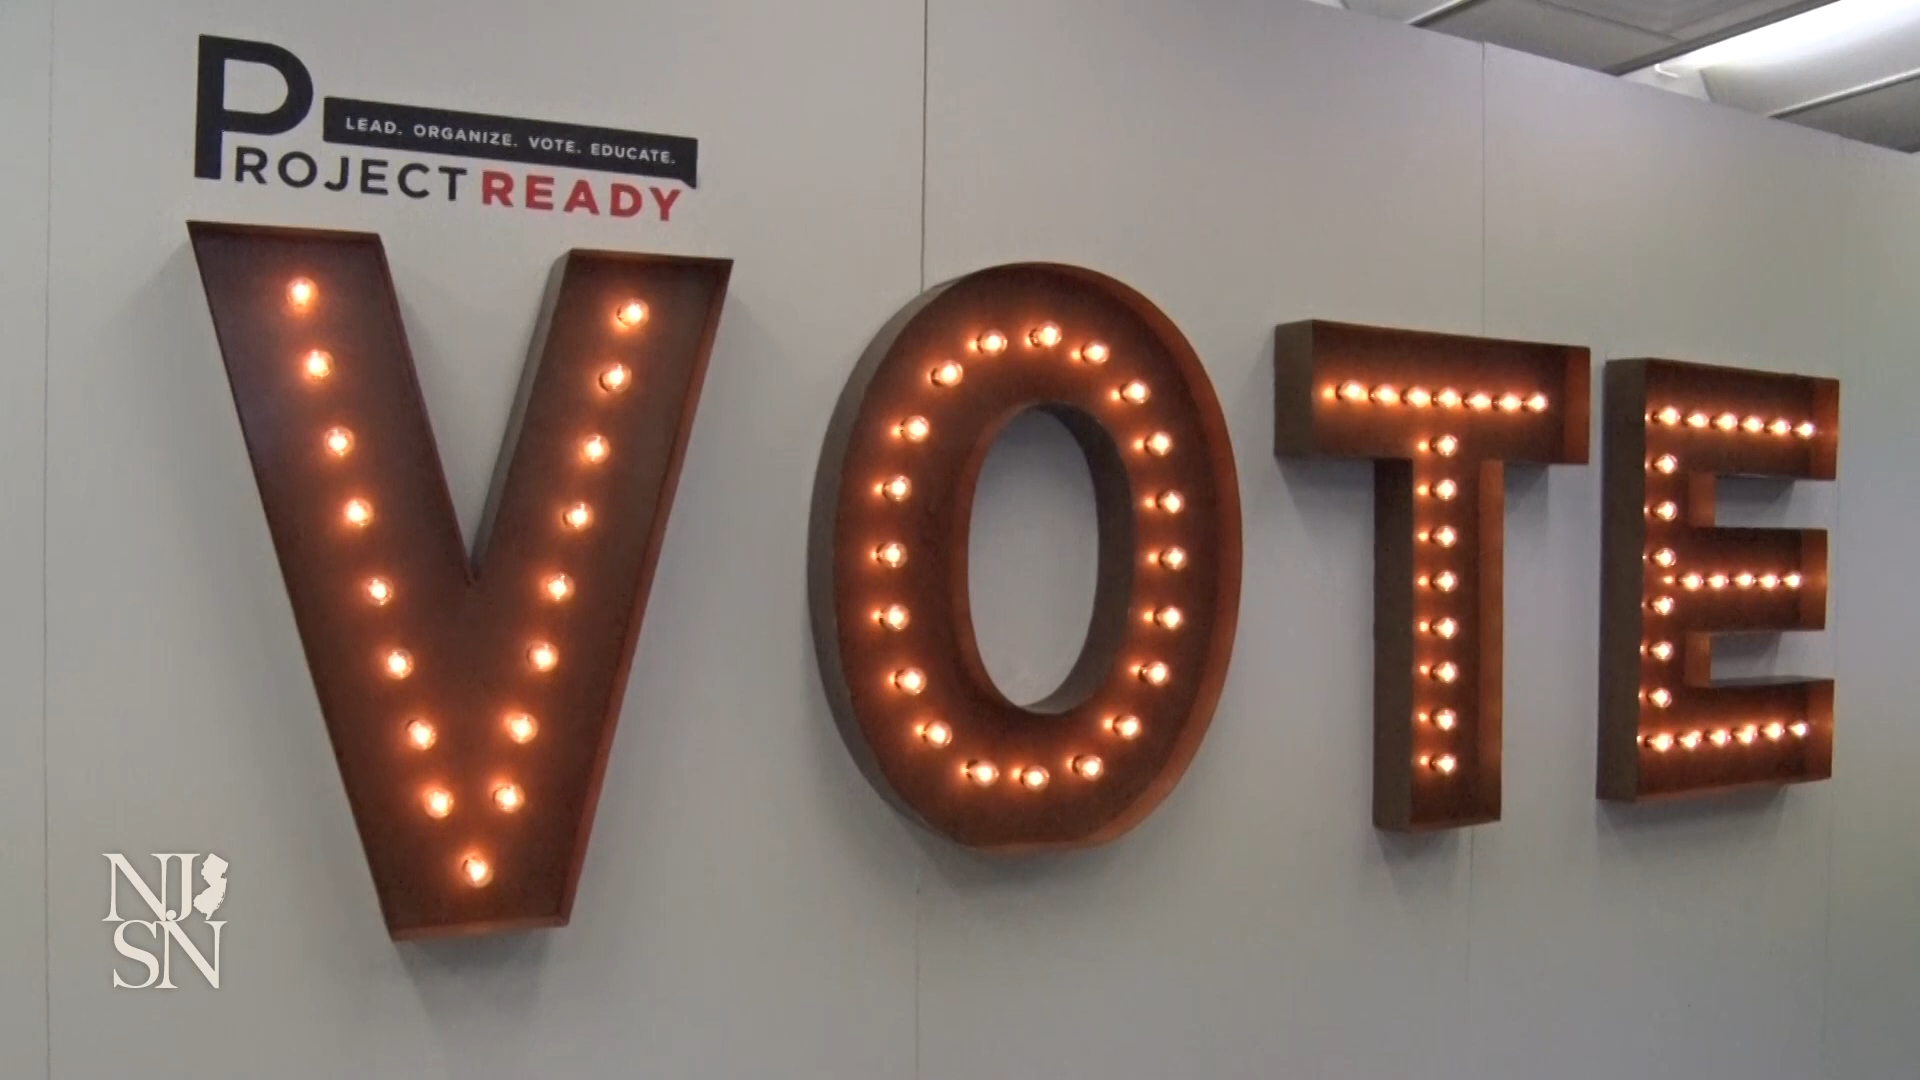 LEAD. ORGANIZE. VOTE. EDUCATE.
PROJECT READY
VOTE
NJ
SN